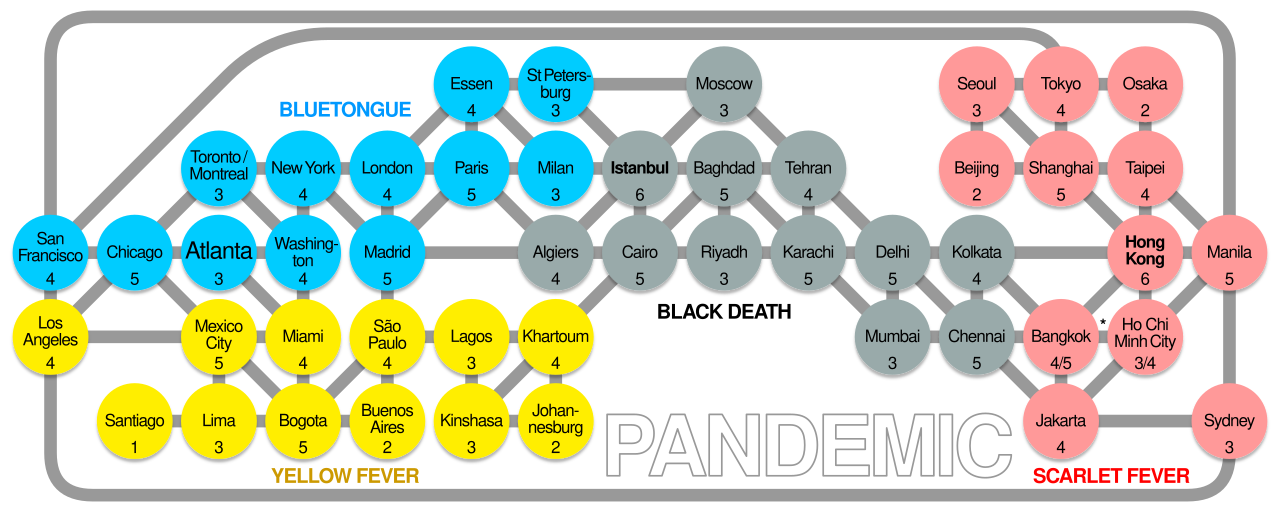 Essen
4
St Peters-
burg
3
Moscow
3
Seoul
3
Tokyo
4
Osaka
2
BLUETONGUE
Toronto /
Montreal
3
New York
4
London
4
Paris
5
Milan
3
Istanbul
6
Baghdad
5
Tehran
4
Beijing
2
Shanghai
5
Taipei
4
San
Francisco
4
Chicago
5
Atlanta
3
Washing-
ton
4
Madrid
5
Algiers
4
Cairo
5
Riyadh
3
Karachi
5
Delhi
5
Kolkata
4
Hong
Kong
6
Manila
5
BLACK DEATH
Los
Angeles
4
Mexico
City
5
Miami
4
São
Paulo
4
Lagos
3
Khartoum
4
Mumbai
3
Chennai
5
Bangkok
4/5
*
Ho Chi
Minh City
3/4
Santiago
1
Lima
3
Bogota
5
Buenos
Aires
2
Kinshasa
3
Johan-
nesburg
2
PANDEMIC
Jakarta
4
Sydney
3
YELLOW FEVER
SCARLET FEVER